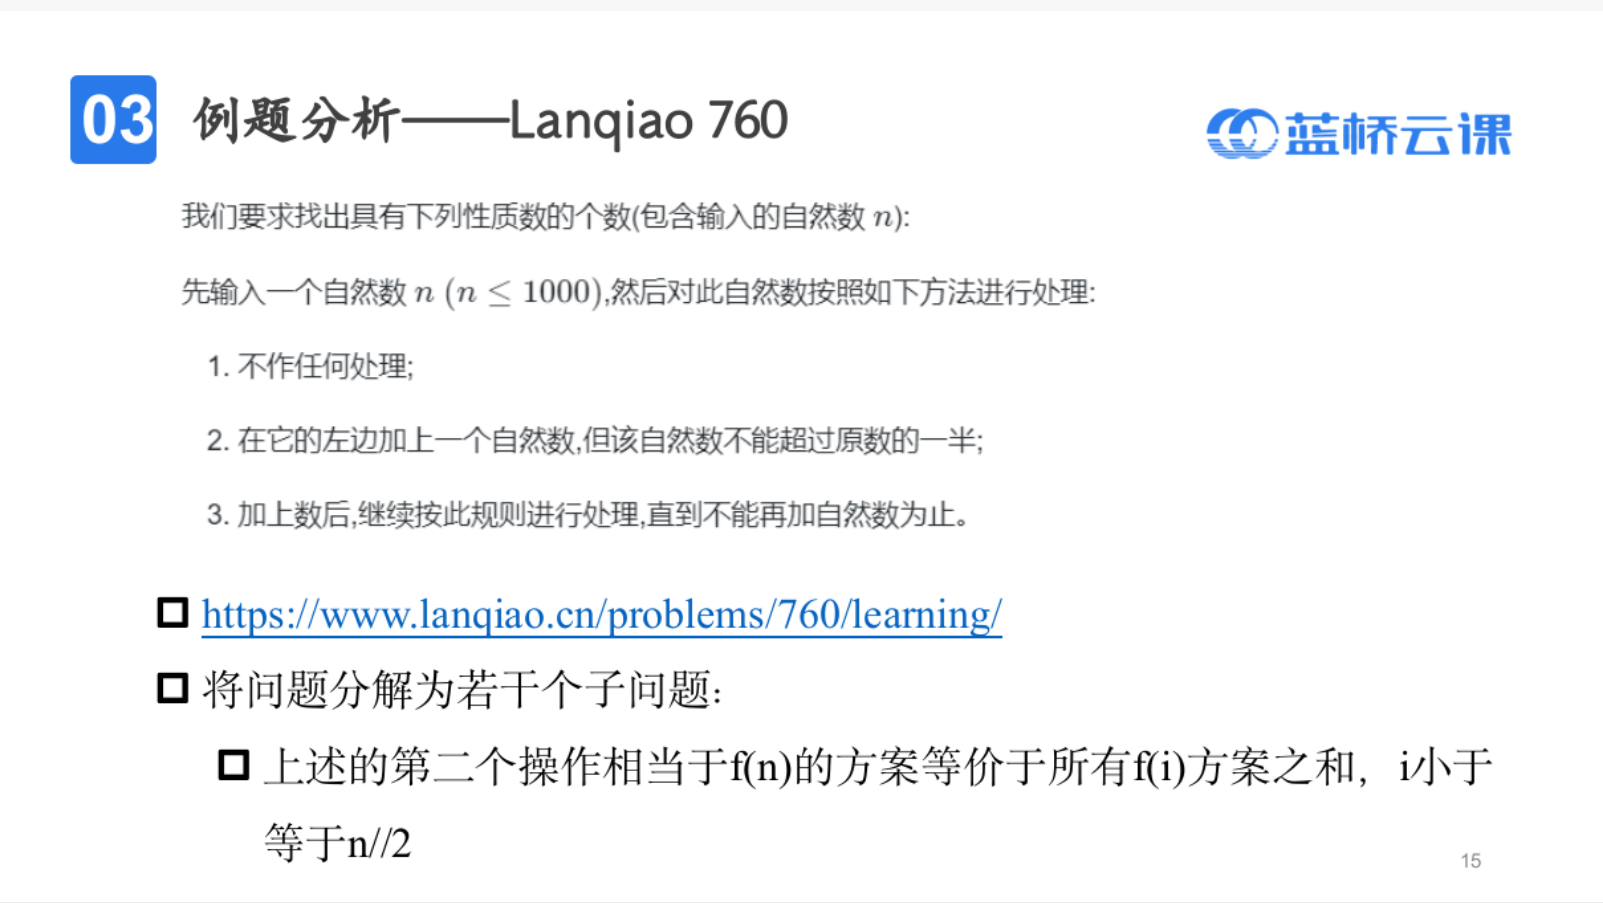 03 例题分析——Lanqiao 760
蓝桥云课
我们要求找出具有下列性质数的个数(包含输入的自然数 n):
先输入一个自然数 n (n ≤ 1000),然后对此自然数按照如下方法进行处理:
1. 不作任何处理;
2. 在它的左边加上一个自然数,但该自然数不能超过原数的一半;
3. 加上数后,继续按此规则进行处理,直到不能再加自然数为止。
https://www.lanqiao.cn/problems/760/learning/
将问题分解为若干个子问题：
上述的第二个操作相当于f(n)的方案等价于所有f(i)方案之和，i小于
等于n//2
15